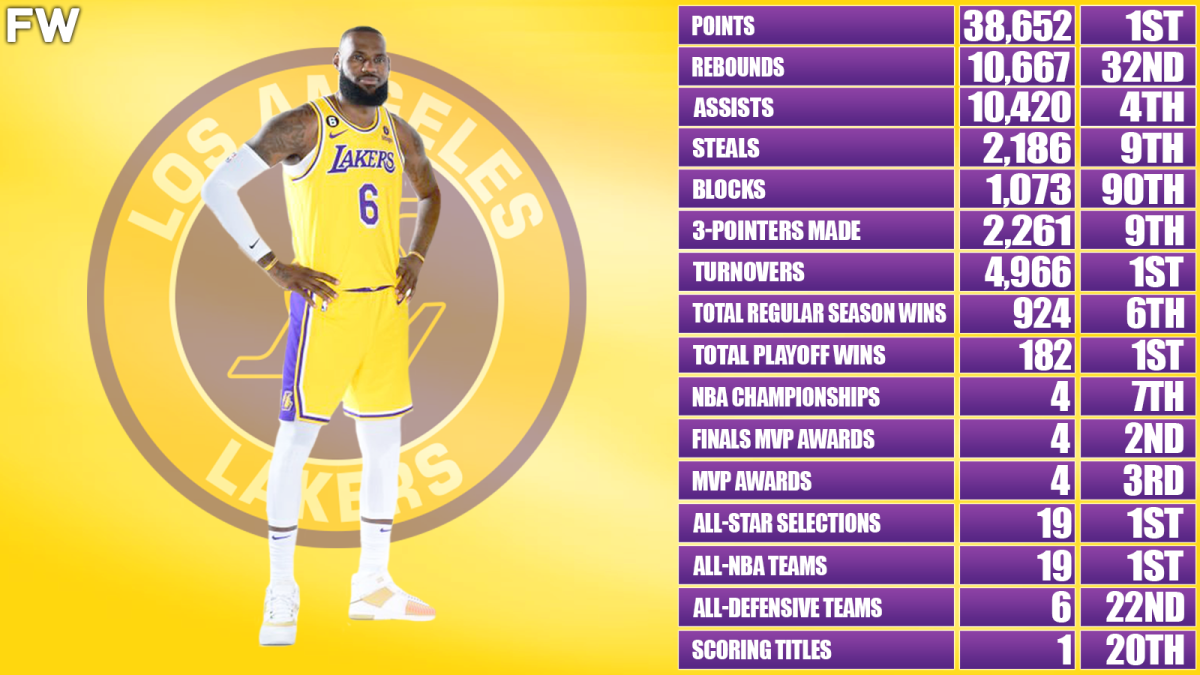 FW
LOS ANGELES
LAKERS
6
LAKERS
6
POINTS 38,652 1ST
REBOUNDS 10,667 32ND
ASSISTS 10,420 4TH
STEALS 2,186 9TH
BLOCKS 1,073 90TH
3-POINTERS MADE 2,261 9TH
TURNOVERS 4,966 1ST
TOTAL REGULAR SEASON WINS 924 6TH
TOTAL PLAYOFF WINS 182 1ST
NBA CHAMPIONSHIPS 4 7TH
FINALS MVP AWARDS 4 2ND
MVP AWARDS 4 3RD
ALL-STAR SELECTIONS 19 1ST
ALL-NBA TEAMS 19 1ST
ALL-DEFENSIVE TEAMS 6 22ND
SCORING TITLES 1 20TH